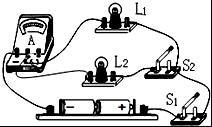 L₁
A
L₂
S₂
S₁
− +